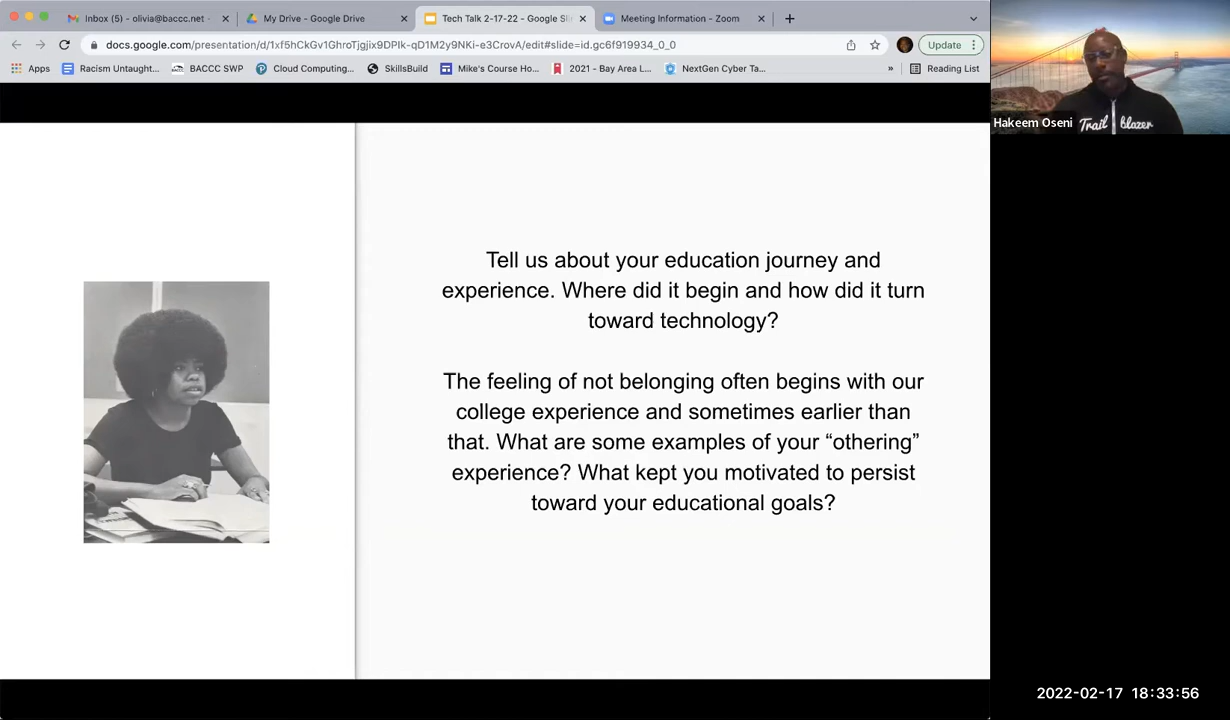 Inbox (5) - olivia@baccc.net -
My Drive - Google Drive
Tech Talk 2-17-22 - Google Sli
Meeting Information - Zoom
docs.google.com/presentation/d/1xf5hCkGv1GhroTjgjix9DPIk-qD1M2y9NKi-e3CrovA/edit#slide=id.gc6f919934_0_0
Update
Apps
Racism Untaught...
BACCC SWP
Cloud Computing...
SkillsBuild
Mike's Course Ho...
2021 - Bay Area L...
NextGen Cyber Ta...
»
Reading List
Trail Blazer
Hakeem Oseni
Tell us about your education journey and
experience. Where did it begin and how did it turn
toward technology?
The feeling of not belonging often begins with our
college experience and sometimes earlier than
that. What are some examples of your “othering”
experience? What kept you motivated to persist
toward your educational goals?
2022-02-17 18:33:56